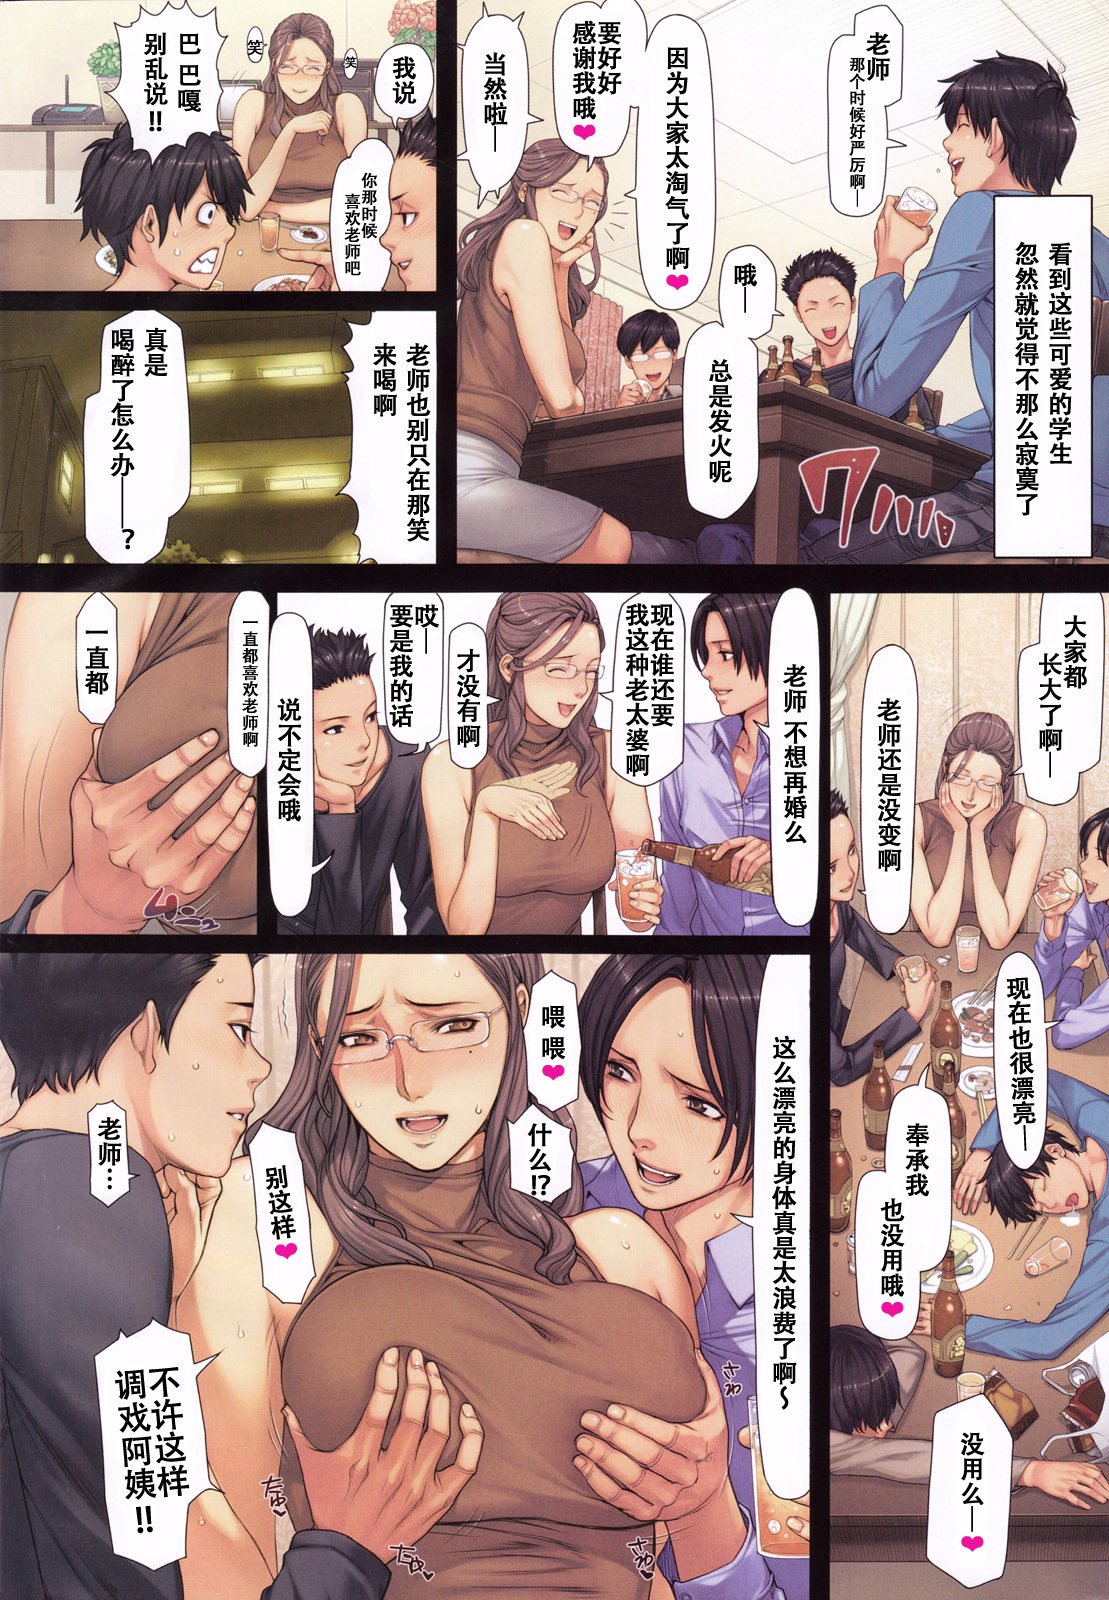 看到这些可爱的学生
忽然就觉得不那么寂寞了
老师
那个时候好严厉啊—
因为大家太淘气了啊❤
要好好
感谢我哦❤
当然啦—
哦—
总是发火呢
ワハハハ
我说
你那时候
喜欢老师吧
笑
笑
巴巴嘎
别乱说!!
老师也别只在那笑
来喝啊
真是
喝醉了怎么办——?
大家都
长大了啊—
老师还是没变啊
现在也很漂亮—
奉承我
也没用哦❤
没用么—❤
老师 不想再婚么
现在谁还要
我这种老太婆啊
才没有啊
哎—
要是我的话
说不定会哦
一直都喜欢老师啊
一直都
这么漂亮的身体真是太浪费了啊～
喂喂❤
什么!?
别这样❤
老师…
不许这样
调戏阿姨!!
さわ
さわ
さわ